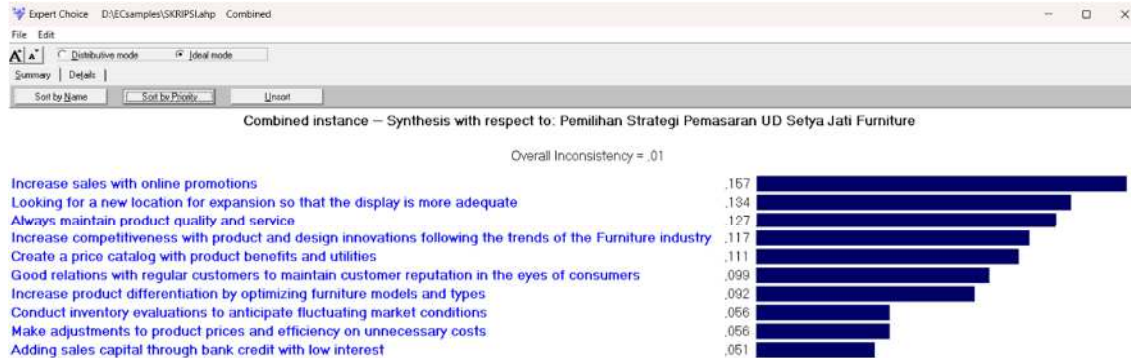 Expert Choice D:\ECsamples\SKRIPSI.ahp Combined
File Edit
A A Distributive mode Ideal mode
Summary Details
Sort by Name Sort by Priority Unsort
Combined instance -- Synthesis with respect to: Pemilihan Strategi Pemasaran UD Setya Jati Furniture
Overall Inconsistency = ,01
Increase sales with online promotions ,157
Looking for a new location for expansion so that the display is more adequate ,134
Always maintain product quality and service ,127
Increase competitiveness with product and design innovations following the trends of the Furniture industry ,117
Create a price catalog with product benefits and utilities ,111
Good relations with regular customers to maintain customer reputation in the eyes of consumers ,099
Increase product differentiation by optimizing furniture models and types ,092
Conduct inventory evaluations to anticipate fluctuating market conditions ,056
Make adjustments to product prices and efficiency on unnecessary costs ,056
Adding sales capital through bank credit with low interest ,051